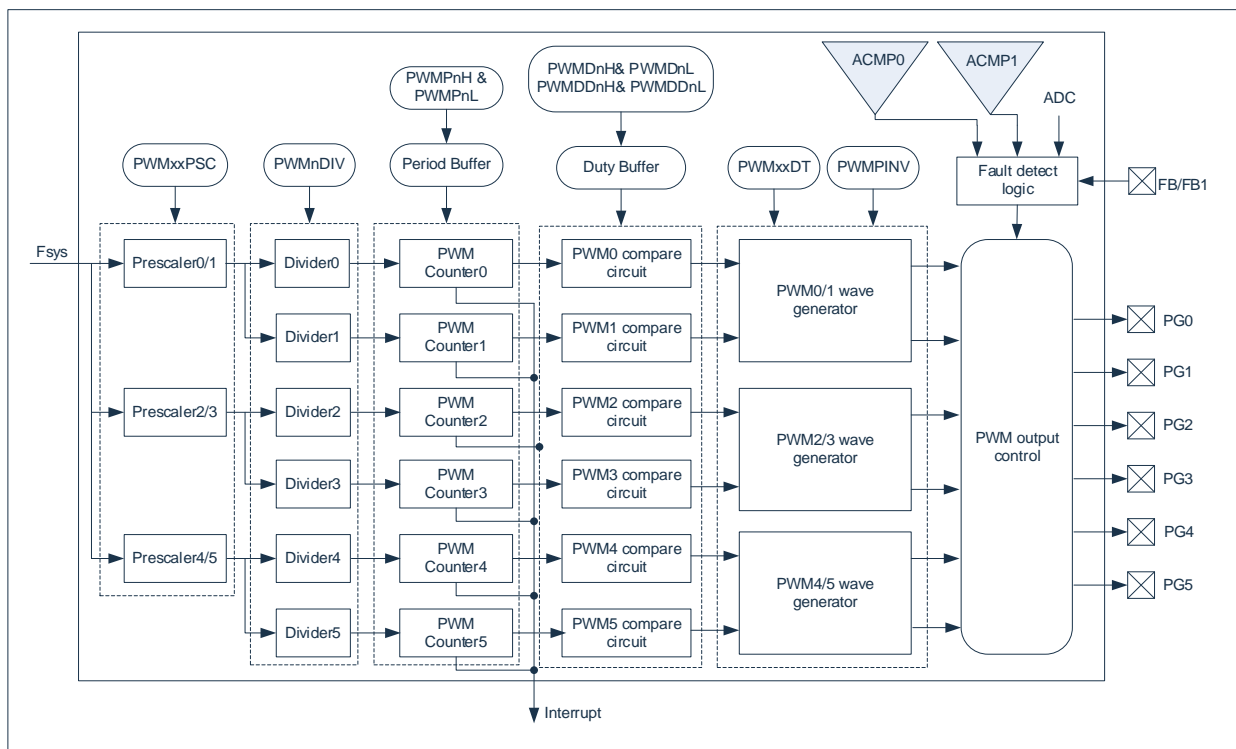 ACMP0
ACMP1
PWMPnH &
PWMPnL
PWMDnH& PWMDnL
PWMDDnH& PWMDDnL
ADC
PWMxxPSC
PWMnDIV
Period Buffer
Duty Buffer
PWMxxDT
PWMPINV
Fault detect
logic
FB/FB1
Fsys
Prescaler0/1
Divider0
PWM
Counter0
PWM0 compare
circuit
PWM0/1 wave
generator
Divider1
PWM
Counter1
PWM1 compare
circuit
Prescaler2/3
Divider2
PWM
Counter2
PWM2 compare
circuit
PWM2/3 wave
generator
Divider3
PWM
Counter3
PWM3 compare
circuit
Prescaler4/5
Divider4
PWM
Counter4
PWM4 compare
circuit
PWM4/5 wave
generator
Divider5
PWM
Counter5
PWM5 compare
circuit
PWM output
control
PG0
PG1
PG2
PG3
PG4
PG5
Interrupt